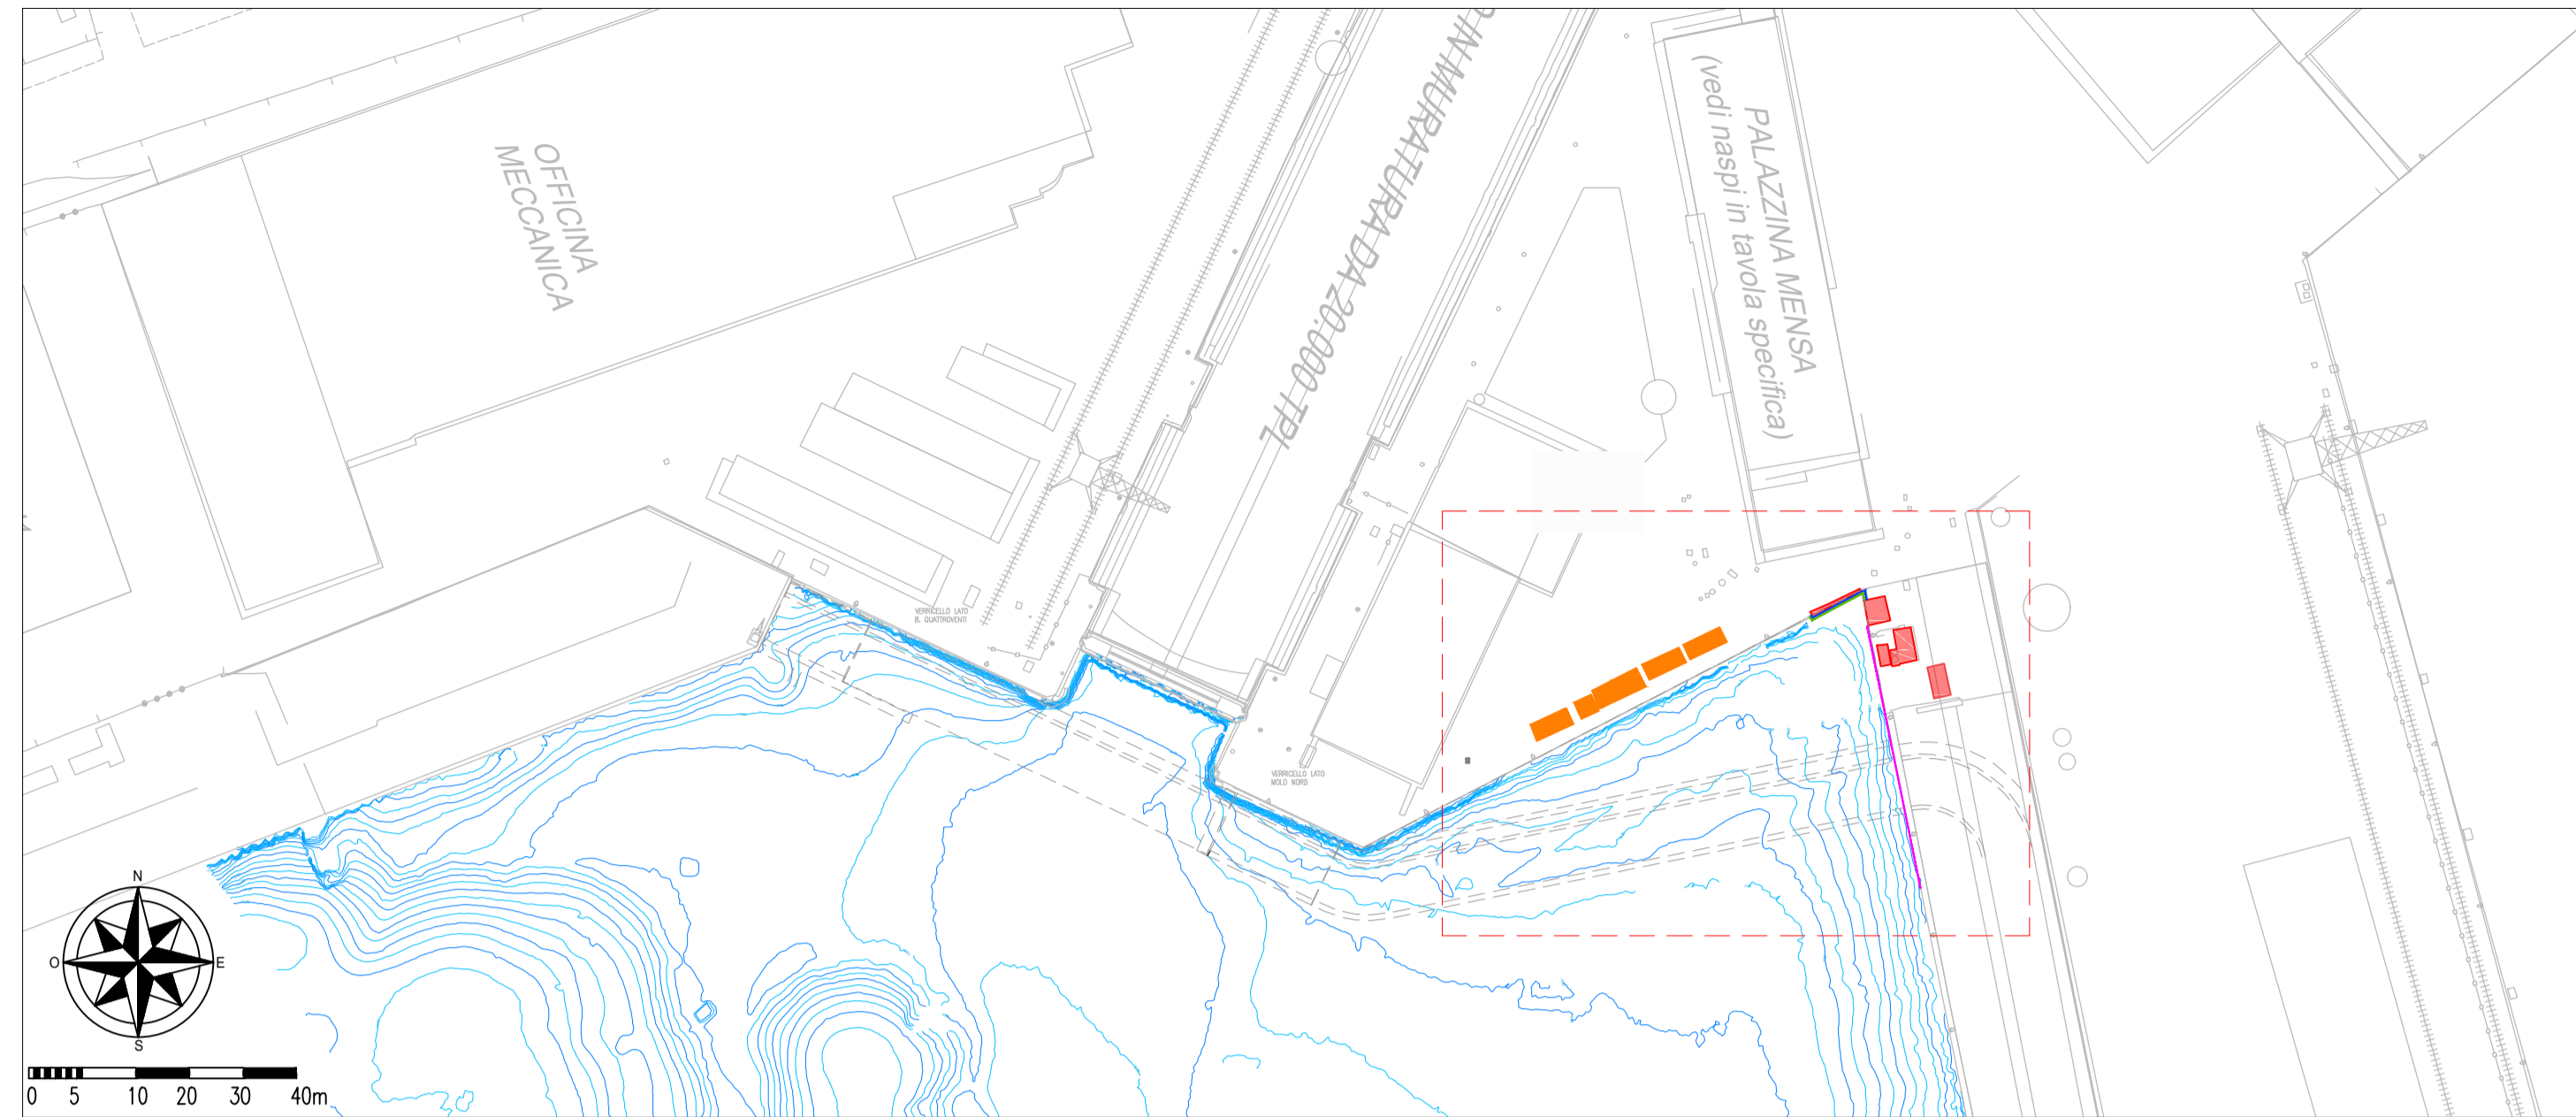 OFFICINA
MECCANICA
IN MURATURA DA 20.000 TPL
PALAZZINA MENSA
(vedi naspi in tavola specifica)
VERRICELLO LATO
BL QUATTROVENTI
VERRICELLO LATO
MOLO NORD
N
O
E
S
0 5 10 20 30 40m